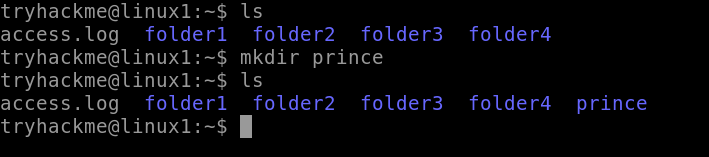 tryhackme@linux1:~$ ls
access.log  folder1  folder2  folder3  folder4
tryhackme@linux1:~$ mkdir prince
tryhackme@linux1:~$ ls
access.log  folder1  folder2  folder3  folder4  prince
tryhackme@linux1:~$